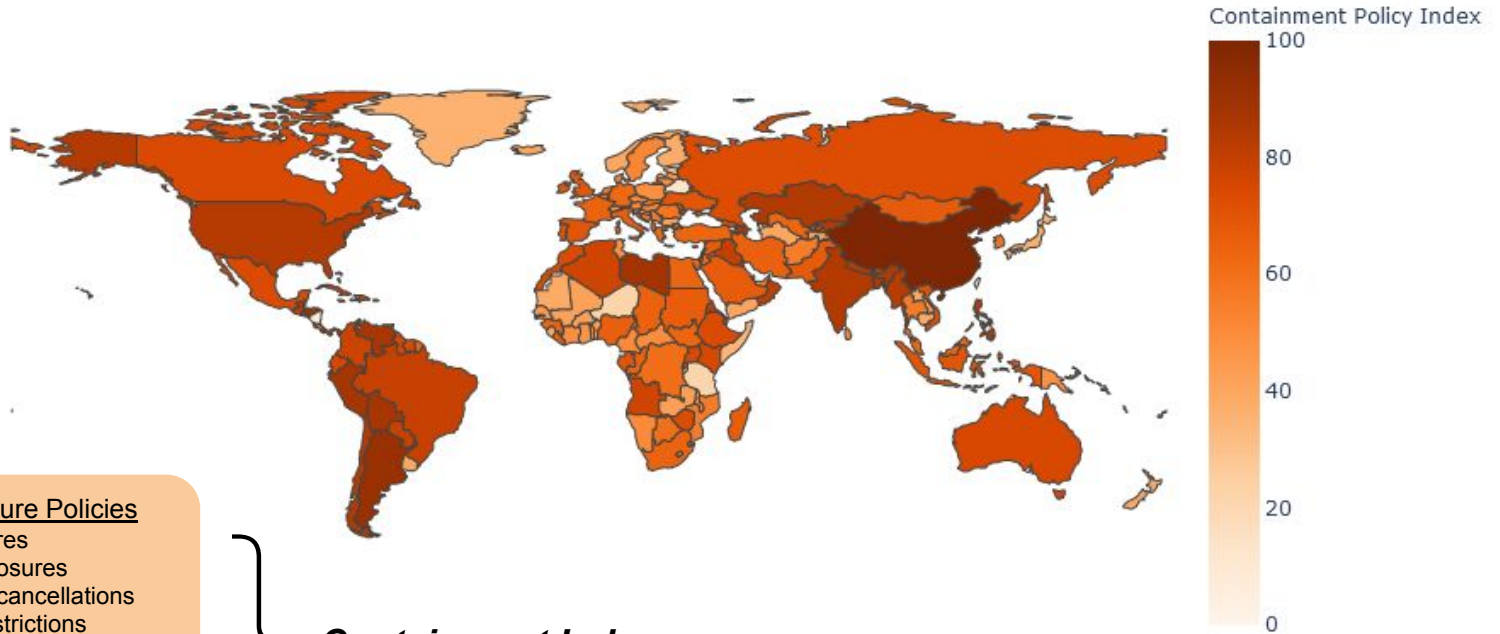 Containment Policy Index
100
80
60
40
20
0
ure Policies
res
osures
cancellations
strictions